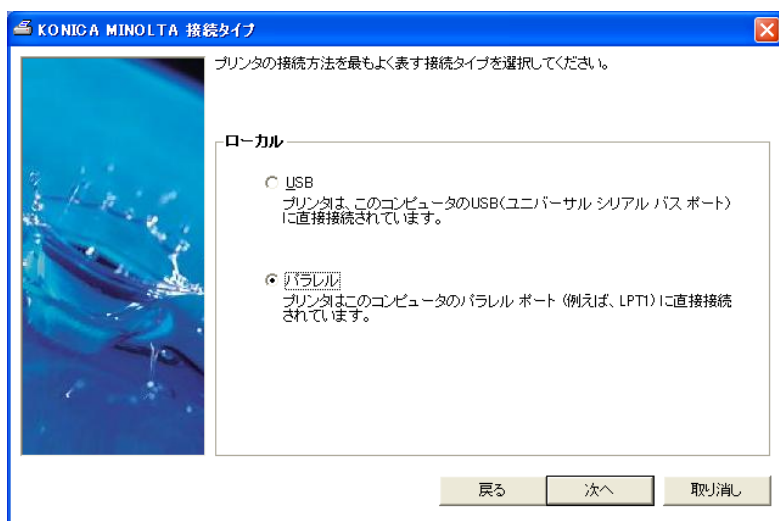 KONICA MINOLTA 接続タイプ
プリンタの接続方法を最もよく表す接続タイプを選択してください。
ローカル
USB
プリンタは、このコンピュータのUSB(ユニバーサル シリアル バス ポート)
に直接接続されています。
パラレル
プリンタはこのコンピュータのパラレル ポート (例えば、LPT1) に直接接続
されています。
戻る
次へ
取り消し